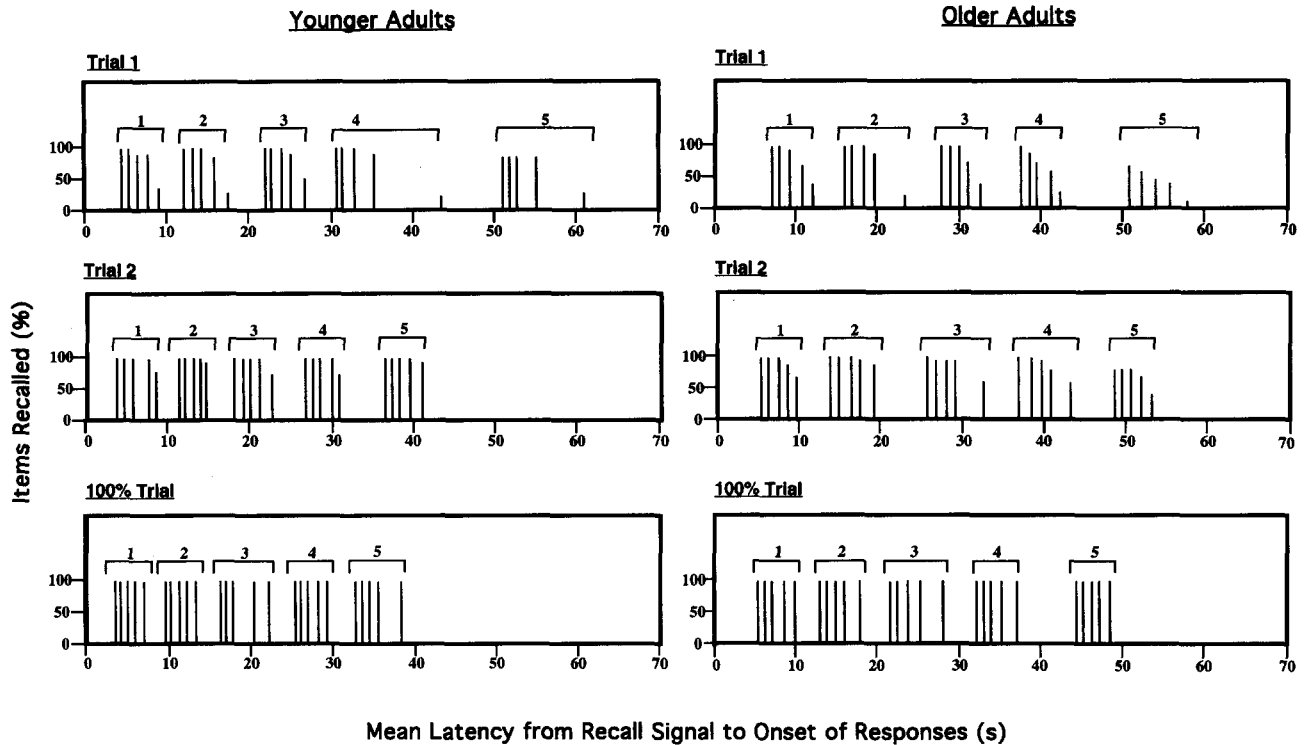 Younger Adults
Older Adults
Trial 1
1 2 3 4 5
100
50
0
0 10 20 30 40 50 60 70
Trial 1
1 2 3 4 5
100
50
0
0 10 20 30 40 50 60 70
Trial 2
1 2 3 4 5
100
50
0
0 10 20 30 40 50 60 70
Trial 2
1 2 3 4 5
100
50
0
0 10 20 30 40 50 60 70
100% Trial
1 2 3 4 5
100
50
0
0 10 20 30 40 50 60 70
100% Trial
1 2 3 4 5
100
50
0
0 10 20 30 40 50 60 70
Items Recalled (%)
Mean Latency from Recall Signal to Onset of Responses (s)